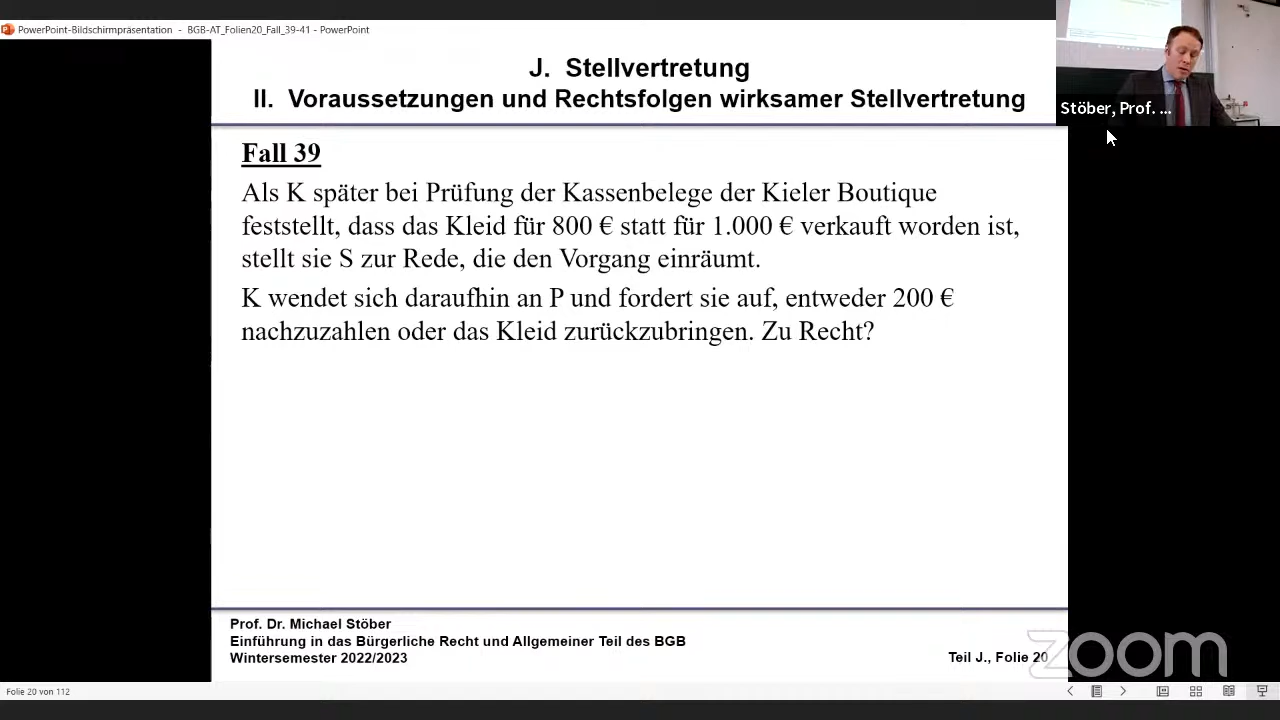 PowerPoint-Bildschirmpräsentation - BGB-AT_Folien20_Fall_39-41 - PowerPoint
J. Stellvertretung
II. Voraussetzungen und Rechtsfolgen wirksamer Stellvertretung
Stöber, Prof. ...
Fall 39
Als K später bei Prüfung der Kassenbelege der Kieler Boutique
feststellt, dass das Kleid für 800 € statt für 1.000 € verkauft worden ist,
stellt sie S zur Rede, die den Vorgang einräumt.
K wendet sich daraufhin an P und fordert sie auf, entweder 200 €
nachzuzahlen oder das Kleid zurückzubringen. Zu Recht?
Prof. Dr. Michael Stöber
Einführung in das Bürgerliche Recht und Allgemeiner Teil des BGB
Wintersemester 2022/2023
Teil J., Folie 20
zoom
Folie 20 von 112